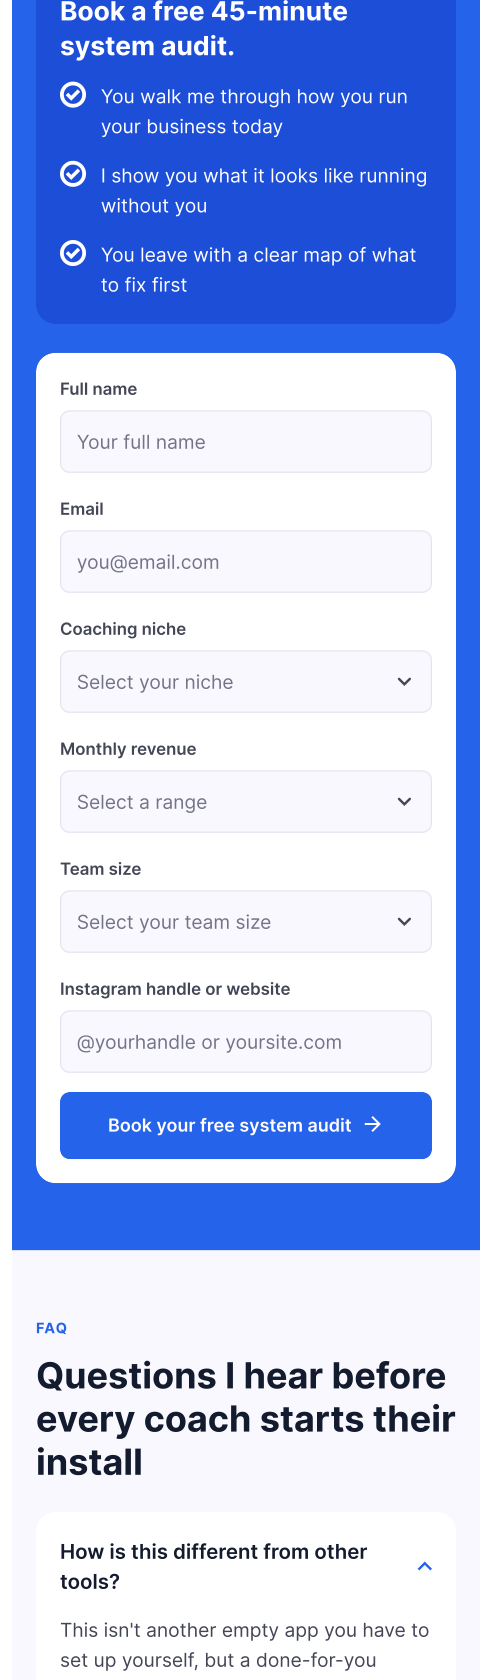 Book a free 45-minute
system audit.
You walk me through how you run
your business today
I show you what it looks like running
without you
You leave with a clear map of what
to fix first
Full name
Your full name
Email
you@email.com
Coaching niche
Select your niche
Monthly revenue
Select a range
Team size
Select your team size
Instagram handle or website
@yourhandle or yoursite.com
Book your free system audit →
FAQ
Questions I hear before
every coach starts their
install
How is this different from other
tools?
This isn't another empty app you have to
set up yourself, but a done-for-you